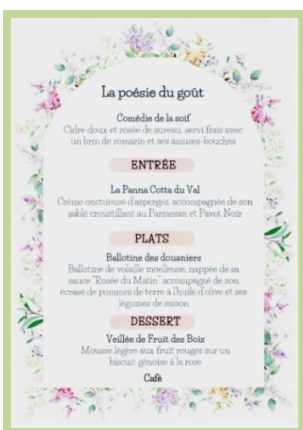 La poésie du goût
Comédie de la soif
Cidre doux et rosée de sureau, servi frais avec
un brin de romarin et ses amuses-bouches
ENTRÉE
La Panna Cotta du Val
Crème onctueuse d'asperges, accompagnée de son
sablé croustillant au Parmesan et Pavot Noir
PLATS
Ballotine des douaniers
Ballotine de volaille moelleuse, nappée de sa
sauce "Rosée du Matin" accompagné de son
écrasé de pommes de terre à l'huile d'olive et ses
légumes de saison
DESSERT
Veillée de Fruit des Bois
Mousse légère aux fruit rouges sur un
biscuit génoise à la rose
Café